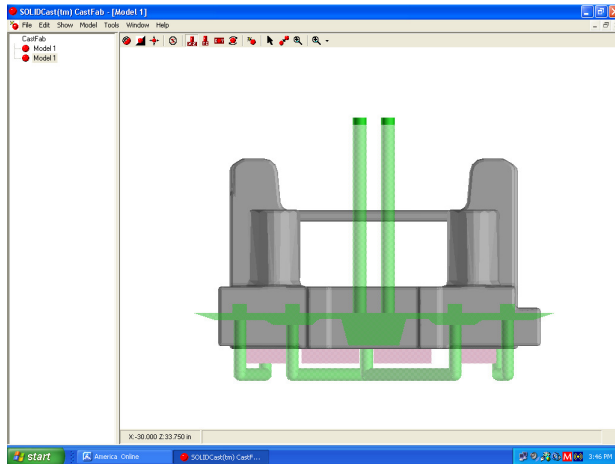 SOLIDCast(tm) CastFab - [Model 1]
File Edit Show Model Tools Window Help
CastFab
Model 1
Model 1
X:-30.000 Z:33.750 in
start
America Online
SOLIDCast(tm) CastF...
3:46 PM